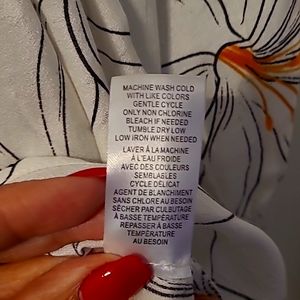 MACHINE WASH COLD
WITH LIKE COLORS
GENTLE CYCLE
ONLY NON CHLORINE
BLEACH IF NEEDED
TUMBLE DRY LOW
LOW IRON WHEN NEEDED
LAVER À LA MACHINE
À L'EAU FROIDE
AVEC DES COULEURS
SEMBLABLES
CYCLE DÉLICAT
AGENT DE BLANCHIMENT
SANS CHLORE AU BESOIN
SÉCHER PAR CULBUTAGE
À BASSE TEMPÉRATURE
REPASSER À BASSE
TEMPÉRATURE
AU BESOIN